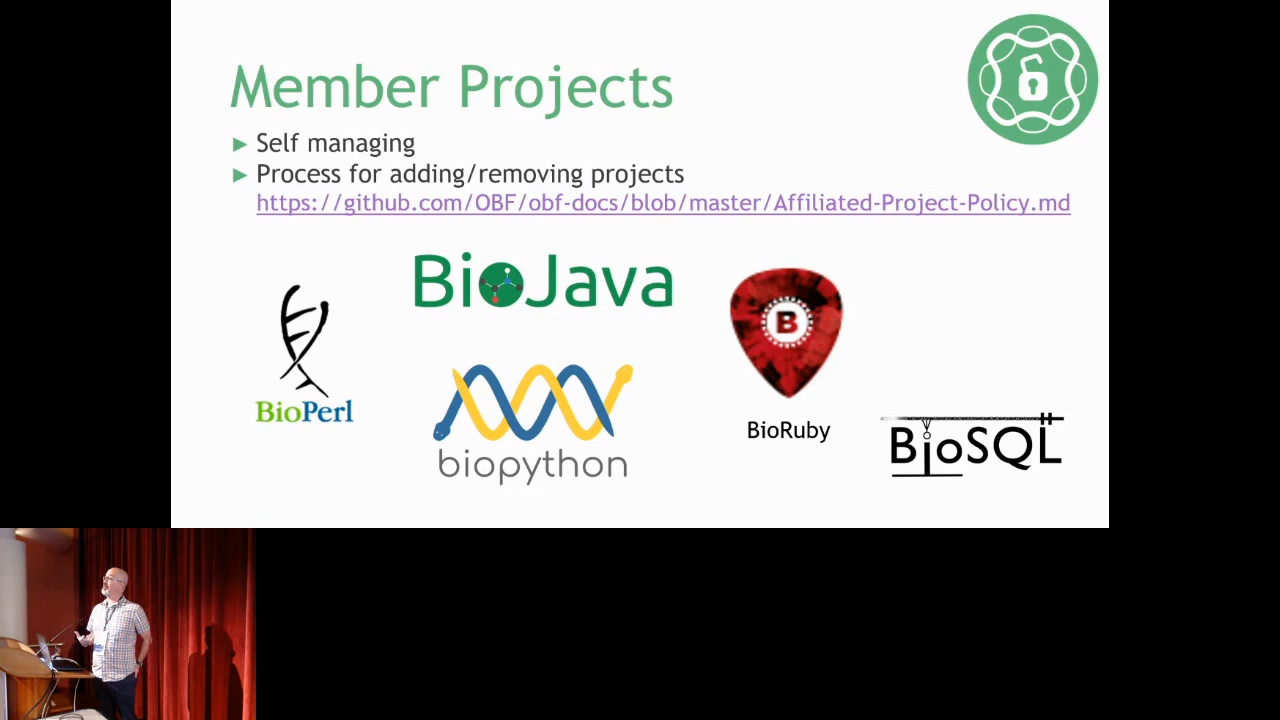 Member Projects
► Self managing
► Process for adding/removing projects
https://github.com/OBF/obf-docs/blob/master/Affiliated-Project-Policy.md
BioJava
B
BioPerl
biopython
BioRuby
BioSQL